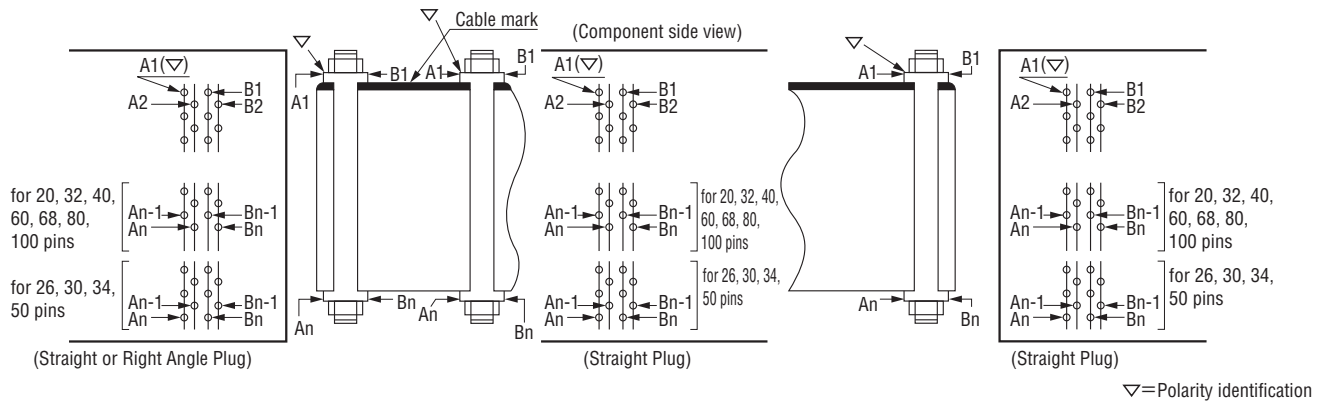 Cable mark
(Component side view)
A1(▽)
B1
A2
B2
for 20, 32, 40,
60, 68, 80,
100 pins
An-1
An
Bn-1
Bn
for 26, 30, 34,
50 pins
An-1
An
Bn-1
Bn
(Straight or Right Angle Plug)
▽
A1
B1
▽
A1
B1
An
Bn
An
Bn
A1(▽)
B1
A2
B2
An-1
An
Bn-1
Bn
for 20, 32, 40,
60, 68, 80,
100 pins
An-1
An
Bn-1
Bn
for 26, 30, 34,
50 pins
(Straight Plug)
▽
A1
B1
An
Bn
A1(▽)
B1
A2
B2
An-1
An
Bn-1
Bn
for 20, 32, 40,
60, 68, 80,
100 pins
An-1
An
Bn-1
Bn
for 26, 30, 34,
50 pins
(Straight Plug)
▽=Polarity identification